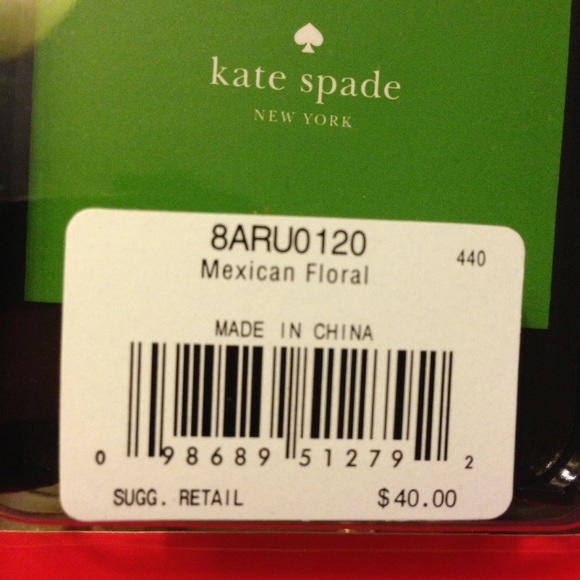 kate spade
NEW YORK
8ARU0120
440
Mexican Floral
MADE IN CHINA
0 98689 51279 2
SUGG. RETAIL $40.00